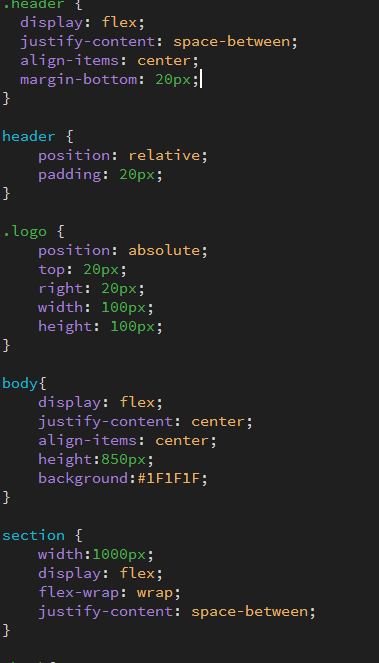 .header {
  display: flex;
  justify-content: space-between;
  align-items: center;
  margin-bottom: 20px;
}
header {
    position: relative;
    padding: 20px;
}
.logo {
    position: absolute;
    top: 20px;
    right: 20px;
    width: 100px;
    height: 100px;
}
body{
    display: flex;
    justify-content: center;
    align-items: center;
    height:850px;
    background:#1F1F1F;
}
section {
    width:1000px;
    display: flex;
    flex-wrap: wrap;
    justify-content: space-between;
}